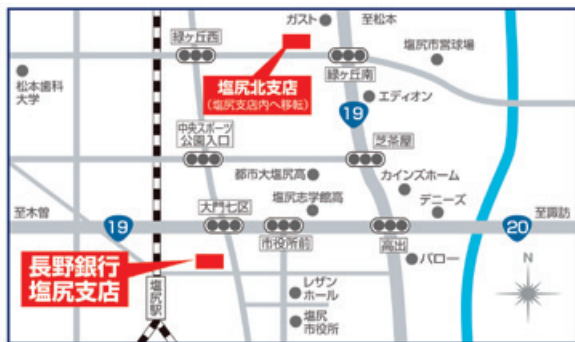 ガスト
至松本
緑ヶ丘西
塩尻市営球場
松本歯科
大学
塩尻北支店
(塩尻支店内へ移転)
緑ヶ丘南
エディオン
19
中央スポーツ
公園入口
芝茶屋
都市大塩尻高
カインズホーム
塩尻志学館高
デニーズ
至木曽
大門七区
至諏訪
19
20
市役所前
高出
長野銀行
塩尻支店
バロー
N
塩尻駅
レザン
ホール
塩尻
市役所